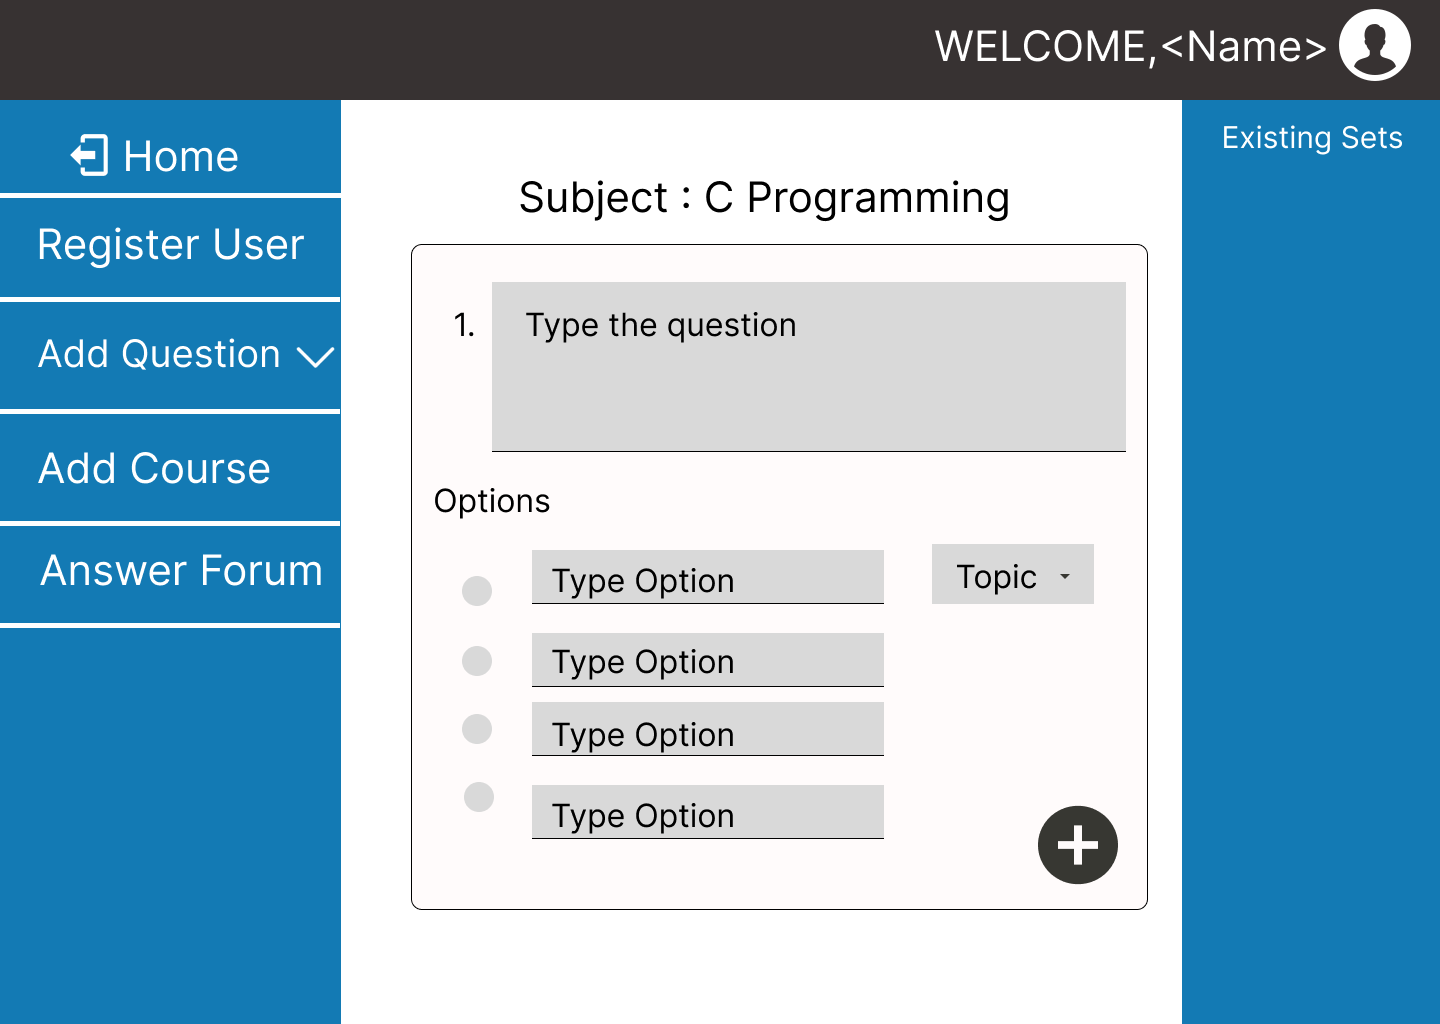 WELCOME,<Name>
Home
Register User
Add Question
Add Course
Answer Forum
Subject : C Programming
1. Type the question
Options
Type Option
Topic
Type Option
Type Option
Type Option
Existing Sets